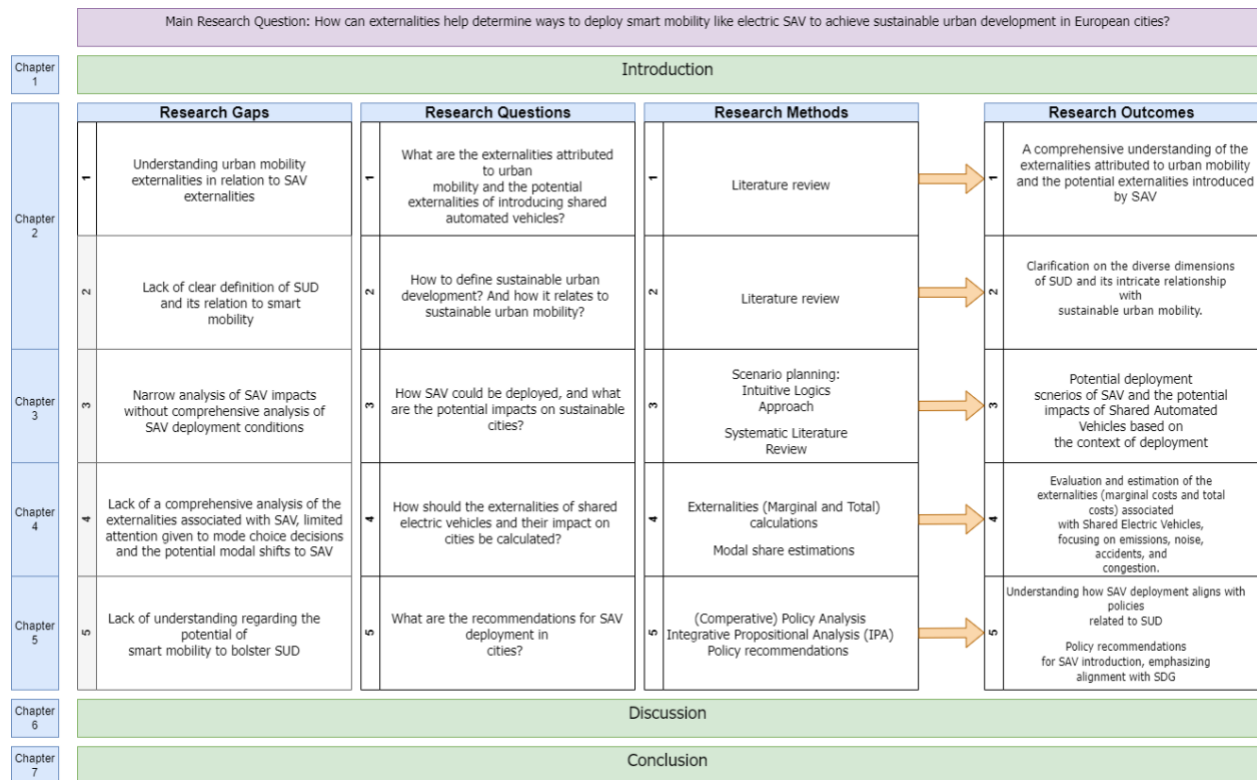 Main Research Question: How can externalities help determine ways to deploy smart mobility like electric SAV to achieve sustainable urban development in European cities?
Chapter
1
Introduction
Research Gaps
Research Questions
Research Methods
Research Outcomes
Chapter
2
1
Understanding urban mobility
externalities in relation to SAV
externalities
1
What are the externalities attributed
to urban
mobility and the potential
externalities of introducing shared
automated vehicles?
1
Literature review
1
A comprehensive understanding of the
externalities attributed to urban mobility
and the potential externalities introduced
by SAV
2
Lack of clear definition of SUD
and its relation to smart
mobility
2
How to define sustainable urban
development? And how it relates to
sustainable urban mobility?
2
Literature review
2
Clarification on the diverse dimensions
of SUD and its intricate relationship
with
sustainable urban mobility.
Chapter
3
3
Narrow analysis of SAV impacts
without comprehensive analysis of
SAV deployment conditions
3
How SAV could be deployed, and what
are the potential impacts on sustainable
cities?
3
Scenario planning:
Intuitive Logics
Approach
Systematic Literature
Review
3
Potential deployment
scnerios of SAV and the potential
impacts of Shared Automated
Vehicles based on
the context of deployment
Chapter
4
4
Lack of a comprehensive analysis of the
externalities associated with SAV, limited
attention given to mode choice decisions
and the potential modal shifts to SAV
4
How should the externalities of shared
electric vehicles and their impact on
cities be calculated?
4
Externalities (Marginal and Total)
calculations
Modal share estimations
4
Evaluation and estimation of the
externalities (marginal costs and total
costs) associated
with Shared Electric Vehicles,
focusing on emissions, noise,
accidents, and
congestion.
Chapter
5
5
Lack of understanding regarding the
potential of
smart mobility to bolster SUD
5
What are the recommendations for SAV
deployment in
cities?
5
(Comperative) Policy Analysis
Integrative Propositional Analysis (IPA)
Policy recommendations
5
Understanding how SAV deployment aligns with
policies
related to SUD
Policy recommendations
for SAV introduction, emphasizing
alignment with SDG
Chapter
6
Discussion
Chapter
7
Conclusion